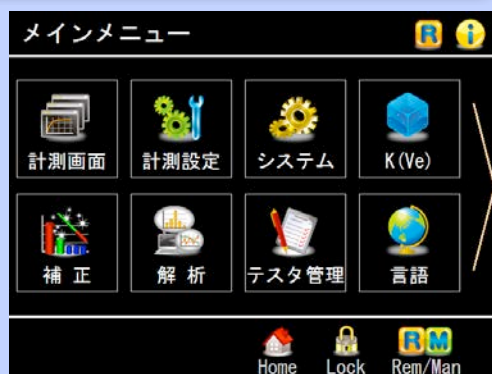 メインメニュー R i
計測画面 計測設定 システム K(Ve)
補正 解析 テスタ管理 言語
R M
Home Lock Rem/Man